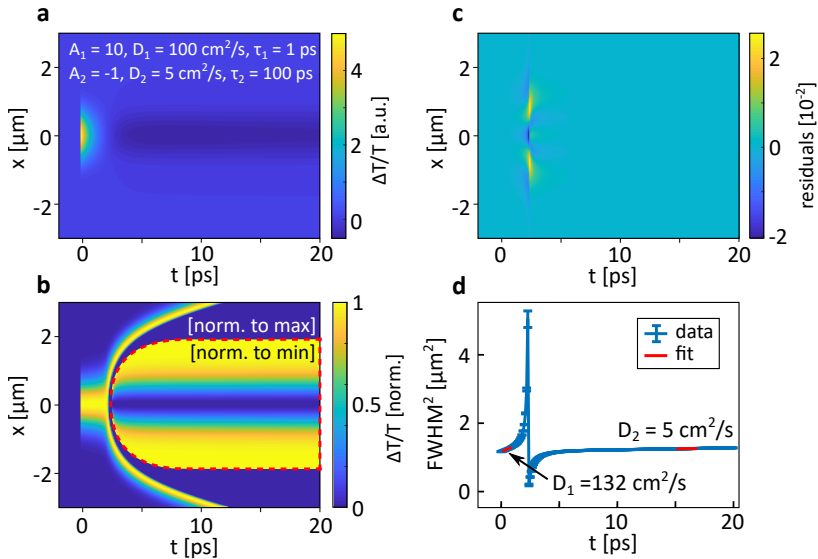 a
A₁ = 10, D₁ = 100 cm²/s, τ₁ = 1 ps
A₂ = -1, D₂ = 5 cm²/s, τ₂ = 100 ps
2
0
-2
x [μm]
0
10
20
t [ps]
4
2
0
ΔT/T [a.u.]
c
2
0
-2
x [μm]
0
10
20
t [ps]
2
1
0
-1
-2
residuals [10⁻²]
b
[norm. to max]
[norm. to min]
2
0
-2
x [μm]
0
10
20
t [ps]
1
0.5
0
ΔT/T [norm.]
d
data
fit
D₂ = 5 cm²/s
D₁ =132 cm²/s
4
2
0
FWHM² [μm²]
0
10
20
t [ps]